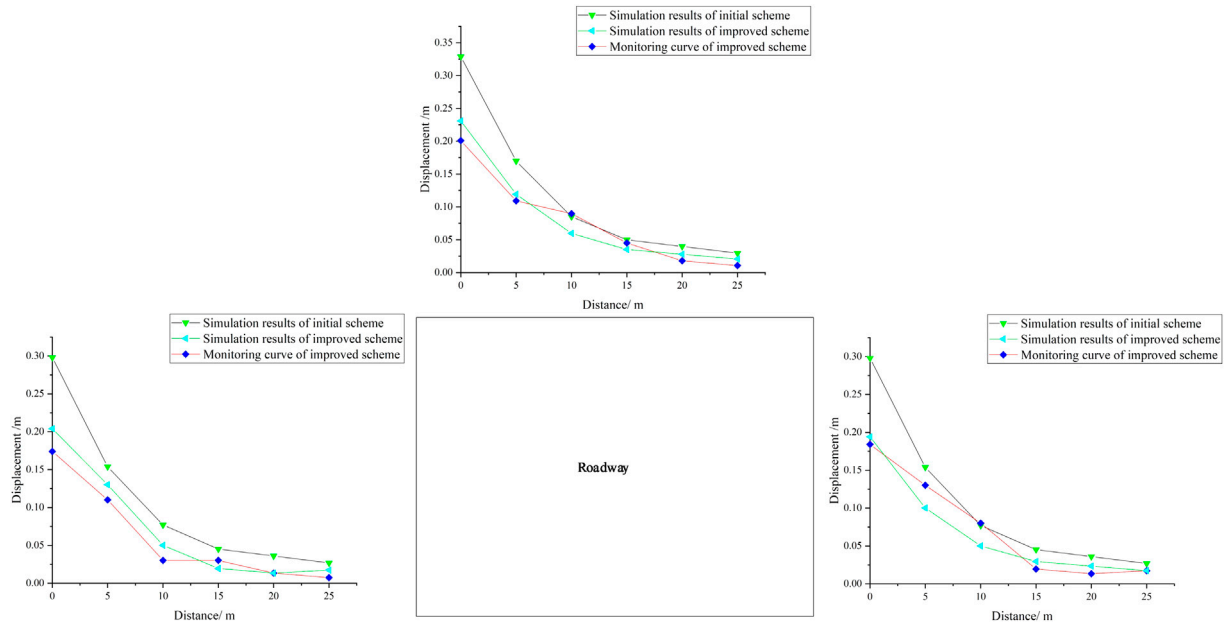 Simulation results of initial scheme
Simulation results of improved scheme
Monitoring curve of improved scheme
Displacement /m
0.35
0.30
0.25
0.20
0.15
0.10
0.05
0.00
0 5 10 15 20 25
Distance/ m
Simulation results of initial scheme
Simulation results of improved scheme
Monitoring curve of improved scheme
Displacement /m
0.30
0.25
0.20
0.15
0.10
0.05
0.00
0 5 10 15 20 25
Distance/ m
Roadway
Simulation results of initial scheme
Simulation results of improved scheme
Monitoring curve of improved scheme
Displacement /m
0.30
0.25
0.20
0.15
0.10
0.05
0.00
0 5 10 15 20 25
Distance/ m